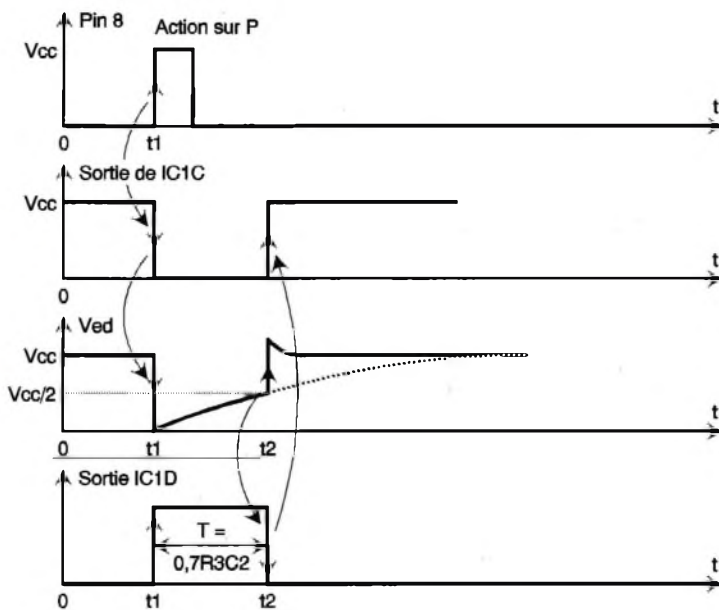 Pin 8
Action sur P
Vcc
t
0
t1
Sortie de IC1C
Vcc
t
0
Ved
Vcc
Vcc/2
t
0
t1
t2
Sortie IC1D
T =
0,7R3C2
t
0
t1
t2